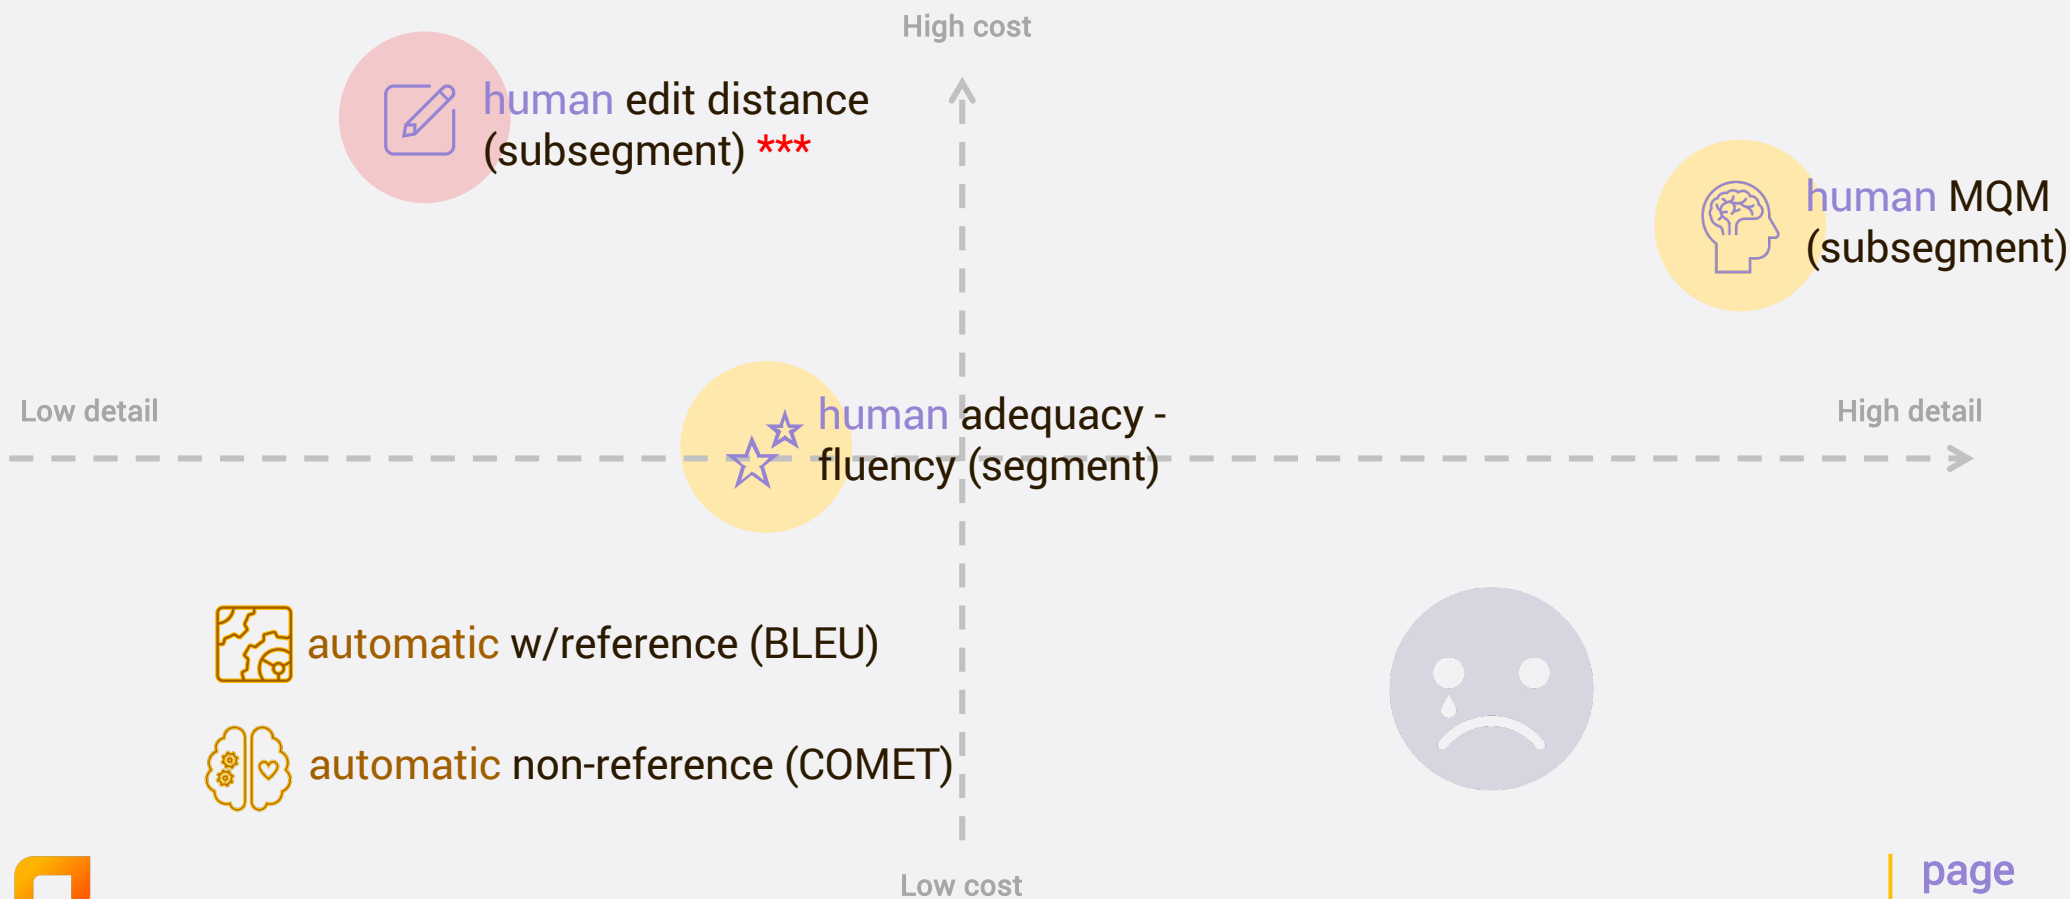 High cost
human edit distance
(subsegment) ***
human MQM
(subsegment)
Low detail
High detail
human adequacy -
fluency (segment)
automatic w/reference (BLEU)
automatic non-reference (COMET)
Low cost
page